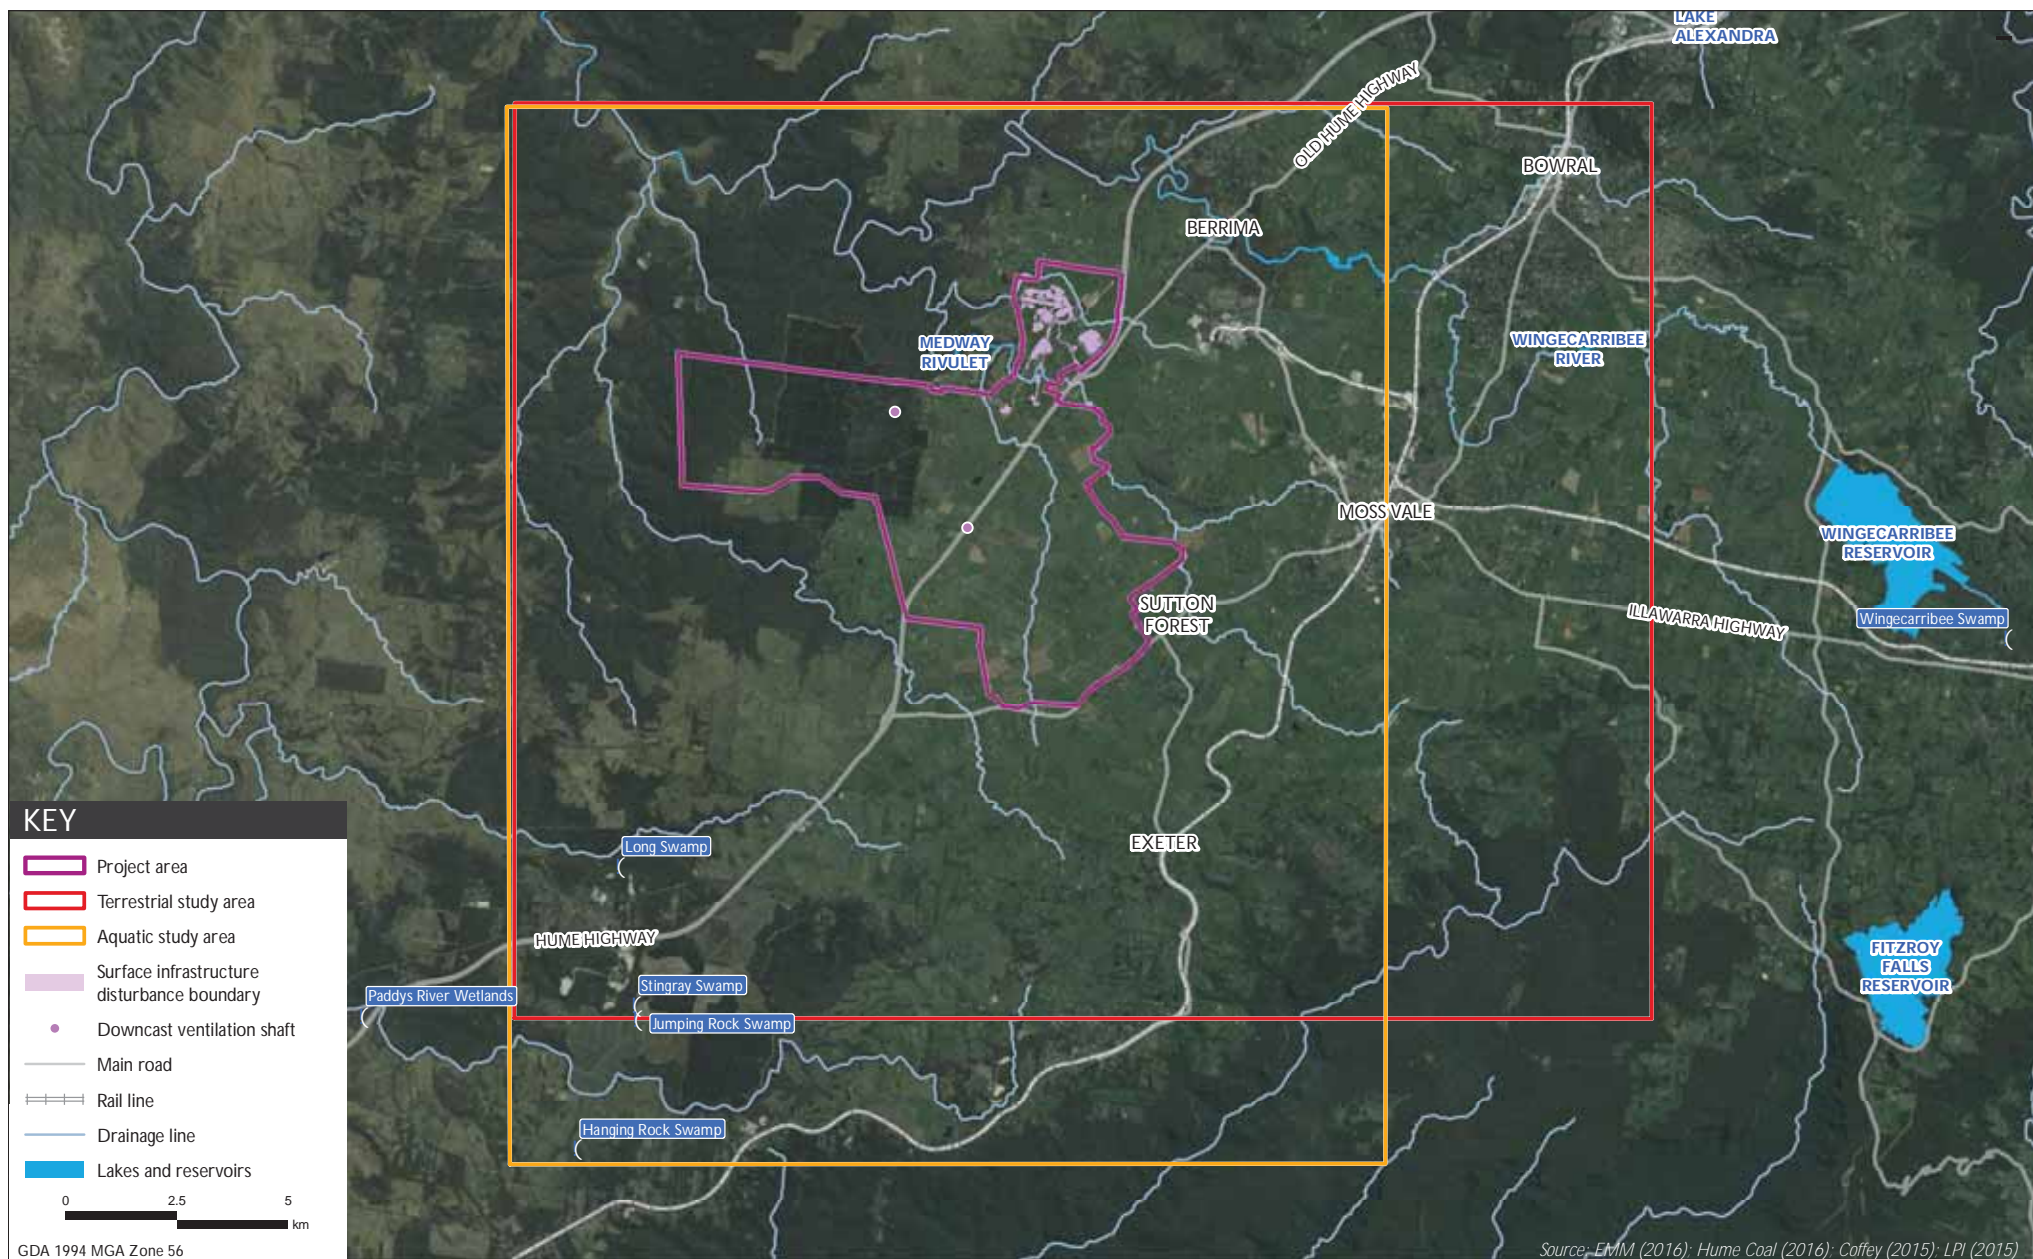 LAKE
ALEXANDRA
OLD HUME HIGHWAY
BOWRAL
BERRIMA
MEDWAY
RIVULET
WINGECARRIBEE
RIVER
MOSS VALE
WINGECARRIBEE
RESERVOIR
SUTTON
FOREST
ILLAWARRA HIGHWAY
Wingecarribee Swamp
Long Swamp
EXETER
HUME HIGHWAY
Paddys River Wetlands
Stingray Swamp
Jumping Rock Swamp
FITZROY
FALLS
RESERVOIR
Hanging Rock Swamp
KEY
Project area
Terrestrial study area
Aquatic study area
Surface infrastructure
disturbance boundary
Downcast ventilation shaft
Main road
Rail line
Drainage line
Lakes and reservoirs
0 2.5 5
km
GDA 1994 MGA Zone 56
Source: EMM (2016); Hume Coal (2016); Coffey (2015); LPI (2015)